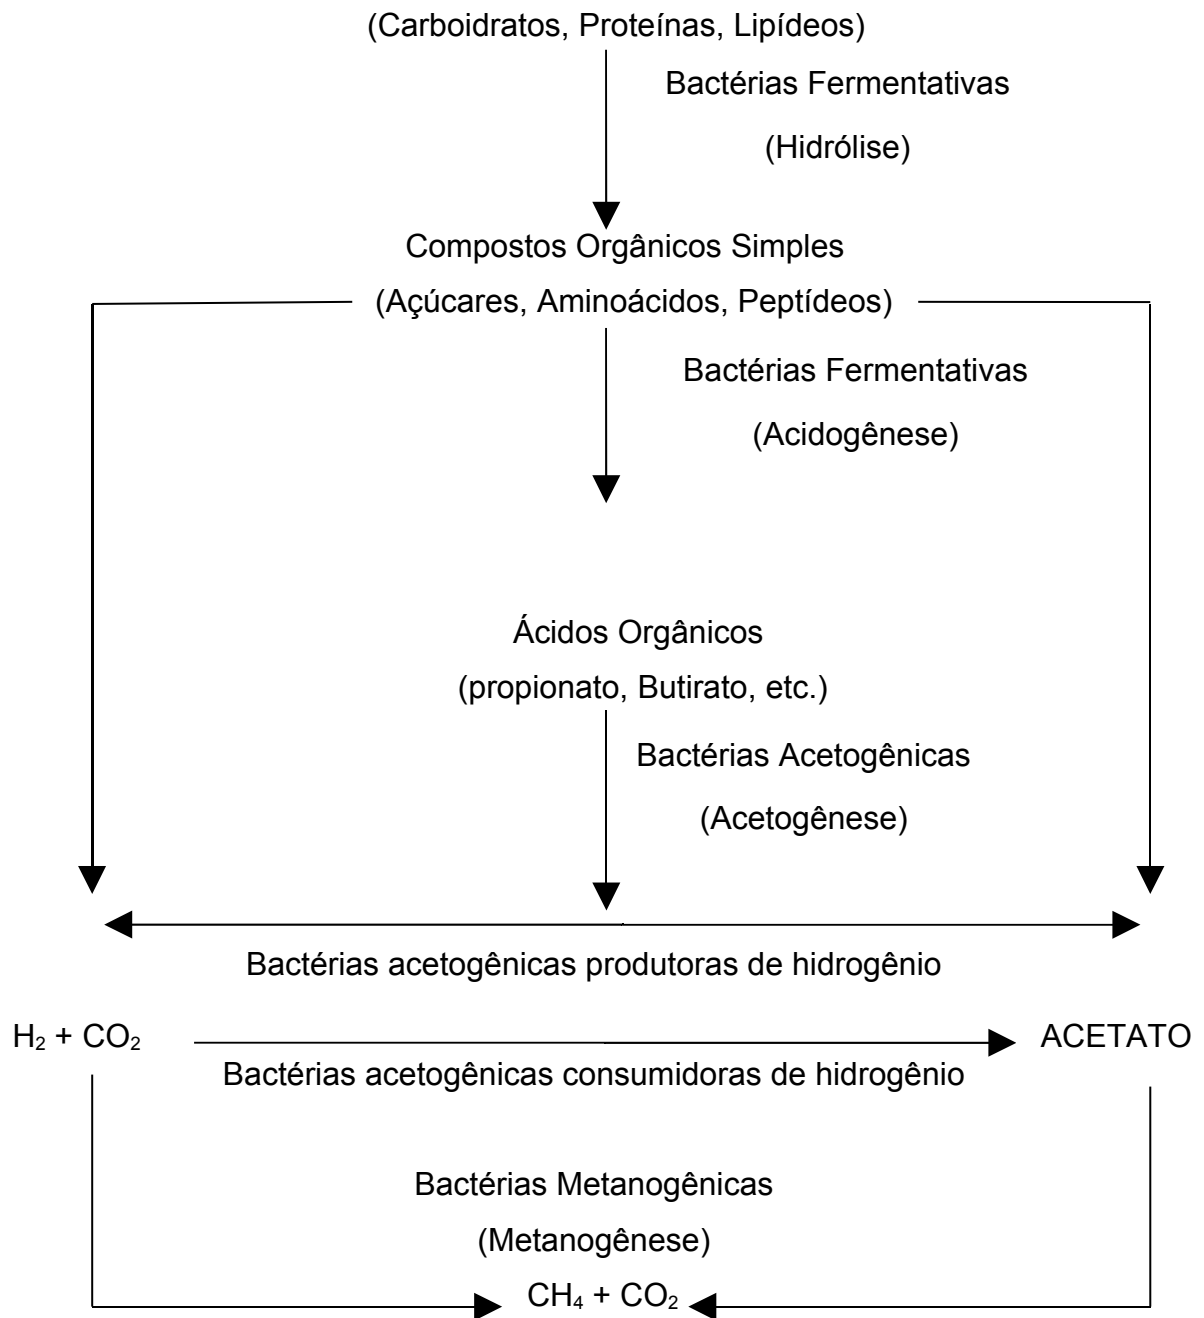 (Carboidratos, Proteínas, Lipídeos)
Bactérias Fermentativas
(Hidrólise)
Compostos Orgânicos Simples
(Açúcares, Aminoácidos, Peptídeos)
Bactérias Fermentativas
(Acidogênese)
Ácidos Orgânicos
(propionato, Butirato, etc.)
Bactérias Acetogênicas
(Acetogênese)
Bactérias acetogênicas produtoras de hidrogênio
H₂ + CO₂
ACETATO
Bactérias acetogênicas consumidoras de hidrogênio
Bactérias Metanogênicas
(Metanogênese)
CH₄ + CO₂